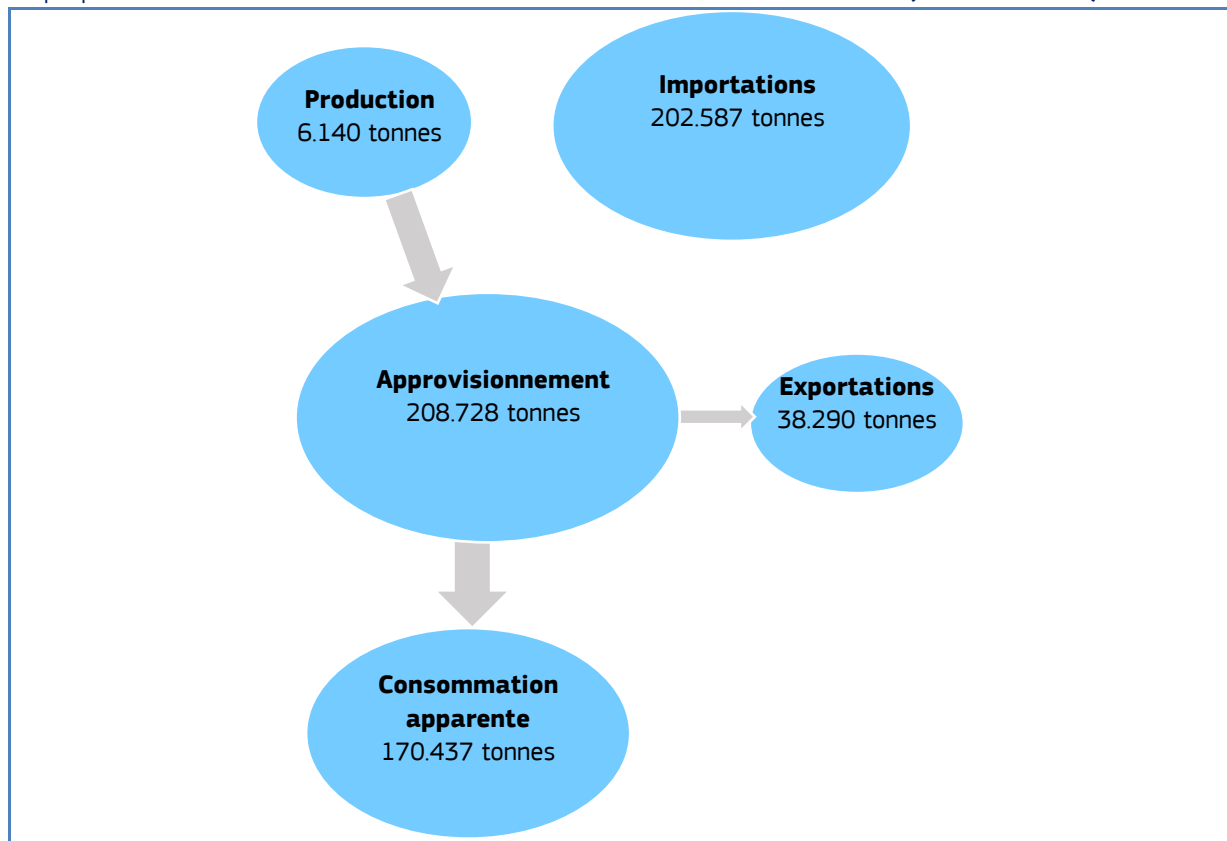 Production
6.140 tonnes
Importations
202.587 tonnes
Approvisionnement
208.728 tonnes
Exportations
38.290 tonnes
Consommation
apparente
170.437 tonnes